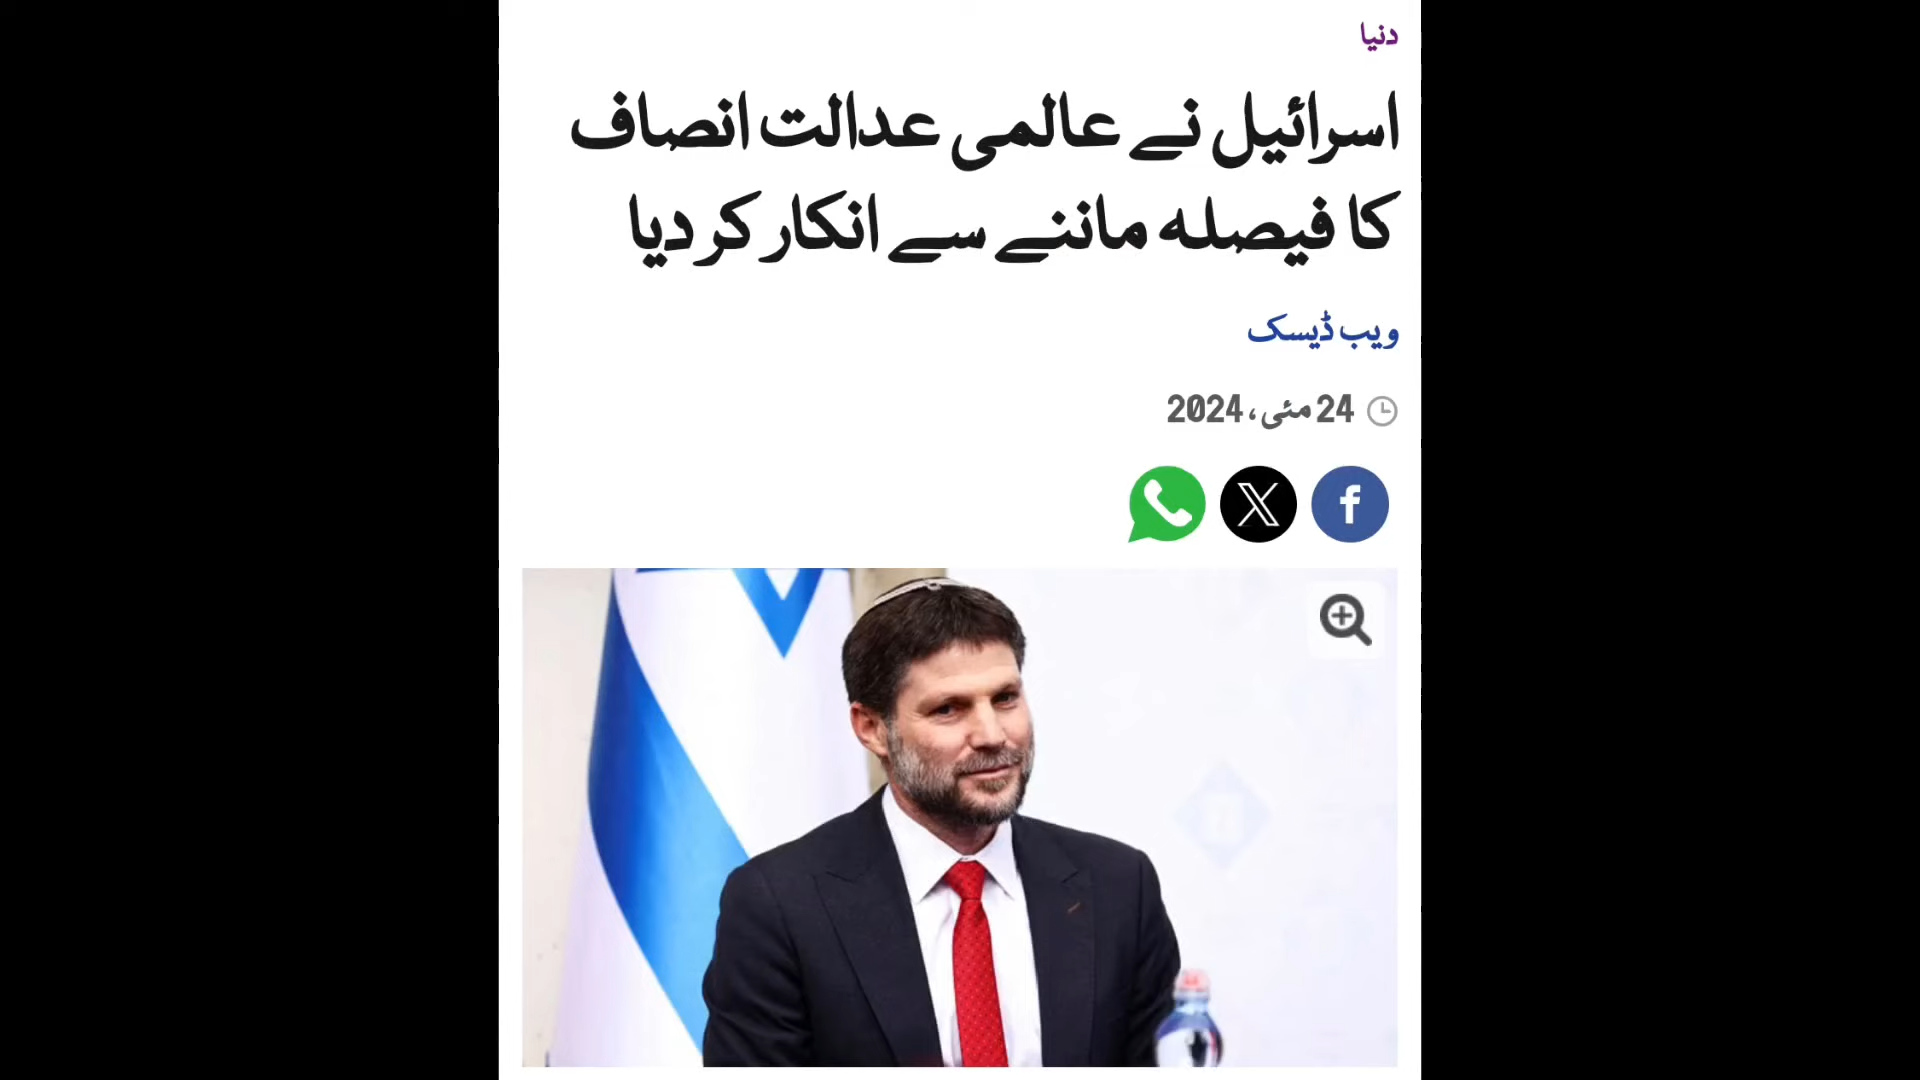 دنیا
اسرائیل نے عالمی عدالت انصاف
کا فیصلہ ماننے سے انکار کر دیا
ویب ڈیسک
24 مئی، 2024